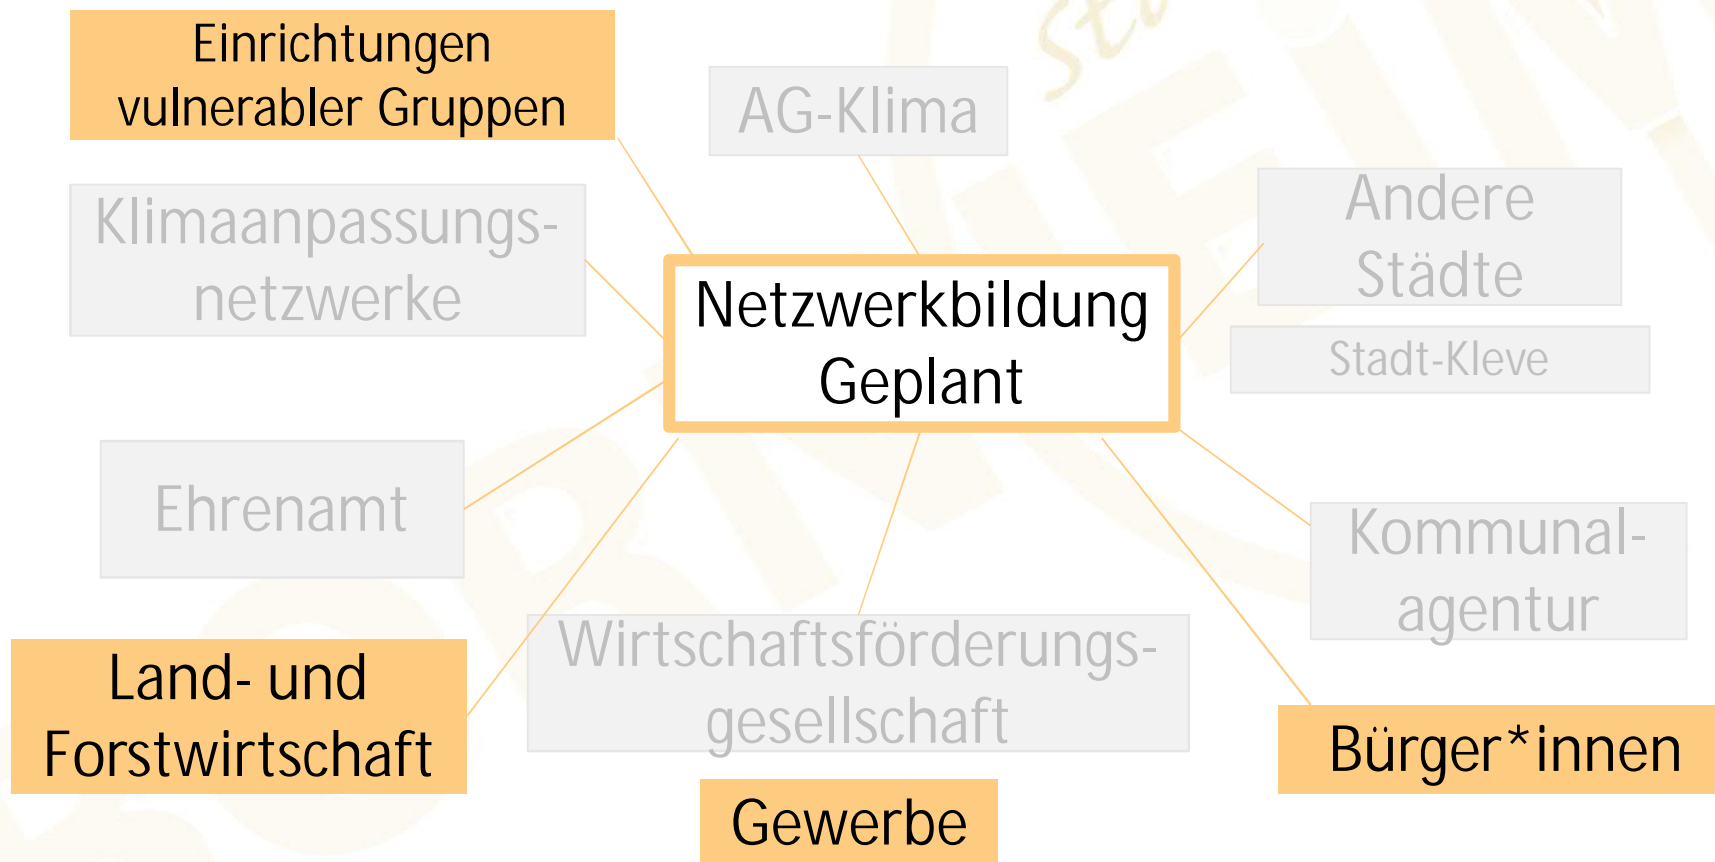 Einrichtungen
vulnerabler Gruppen
AG-Klima
Klimaanpassungs-
netzwerke
Andere
Städte
Netzwerkbildung
Geplant
Stadt-Kleve
Ehrenamt
Kommunal-
agentur
Wirtschaftsförderungs-
gesellschaft
Land- und
Forstwirtschaft
Bürger*innen
Gewerbe